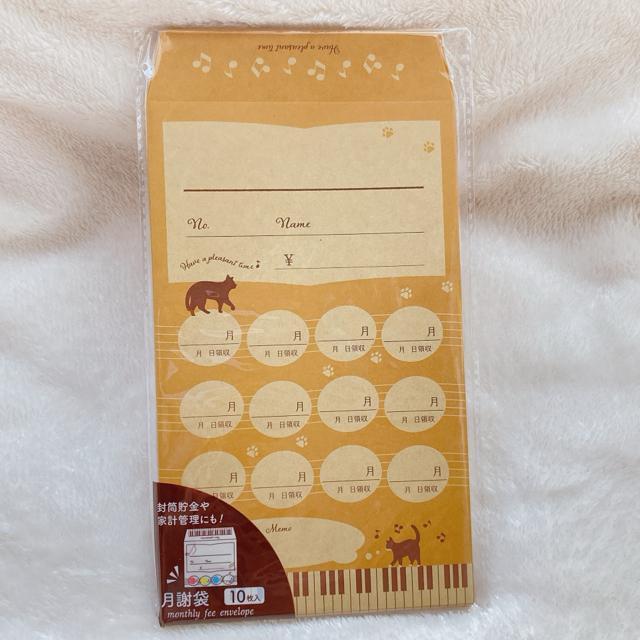 Have a pleasant time
No. Name
Have a pleasant time
¥
月 月 月 月
月 日領収 月 日領収 月 日領収 月 日領収
月 月 月 月
月 日領収 月 日領収 月 日領収 月 日領収
月 月 月 月
日領収 月 日領収 月 日領収 月 日領収
Memo
封筒貯金や
家計管理にも!
月謝袋 10枚入
monthly fee envelope